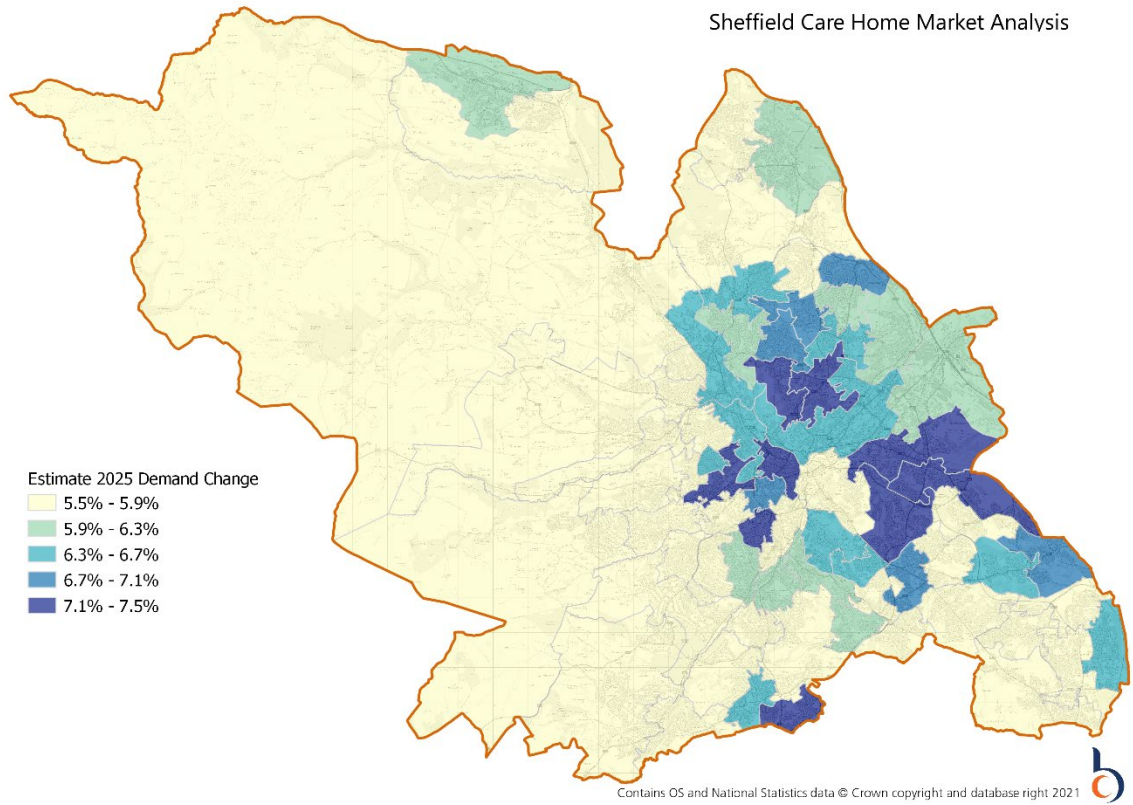 Sheffield Care Home Market Analysis
Estimate 2025 Demand Change
5.5% - 5.9%
5.9% - 6.3%
6.3% - 6.7%
6.7% - 7.1%
7.1% - 7.5%
Contains OS and National Statistics data © Crown copyright and database right 2021